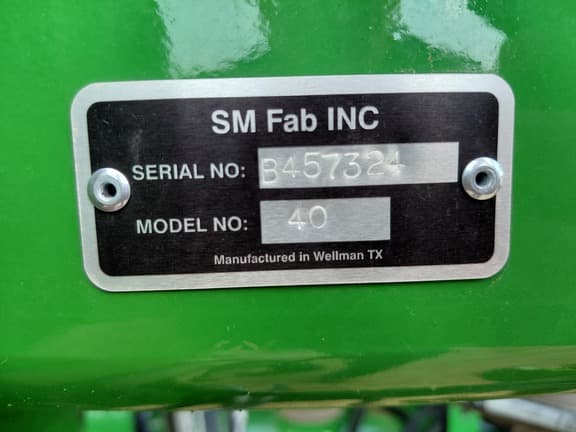 SM Fab INC
SERIAL NO: B457324
MODEL NO: 40
Manufactured in Wellman TX